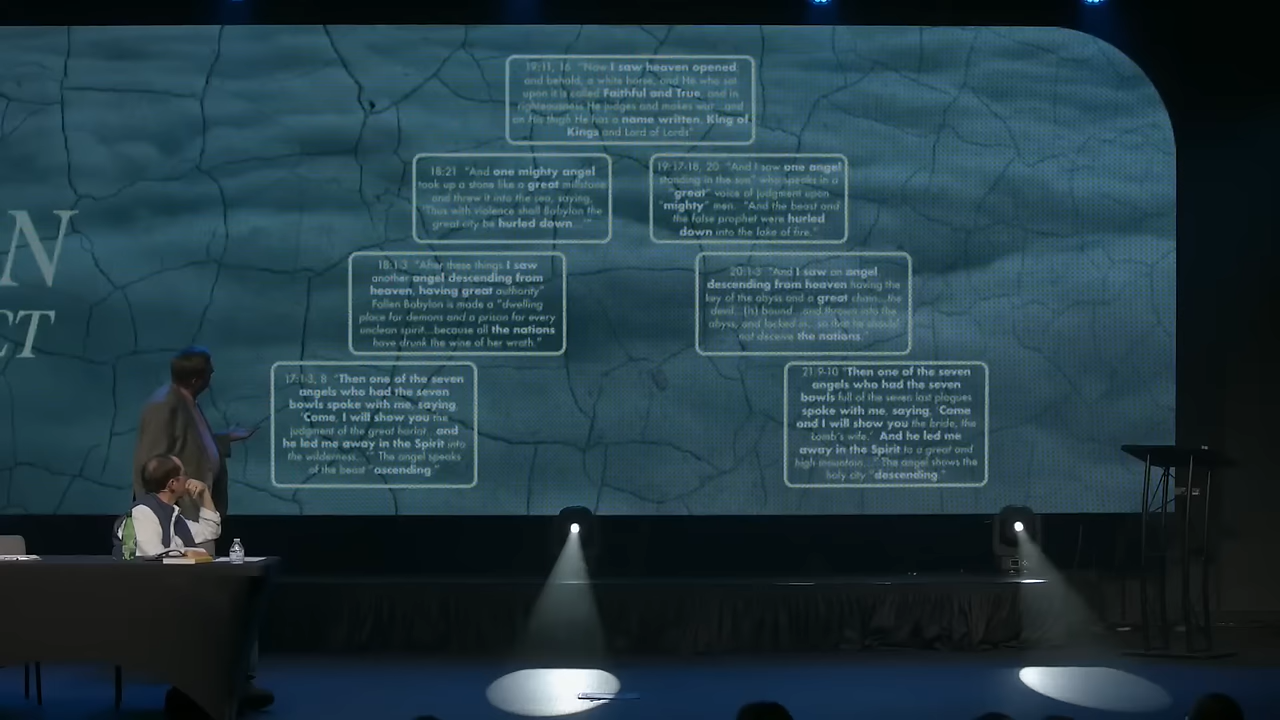 N
CT
19:11, 16 "Now I saw heaven opened,
and behold, a white horse, and He who sat
upon it is called Faithful and True, and in
righteousness He judges and makes war...and
on His thigh He has a name written, King of
Kings and Lord of Lords"
18:21 "And one mighty angel
took up a stone like a great millstone
and threw it into the sea, saying,
'Thus with violence shall Babylon the
great city be hurled down...'"
19:17-18, 20 "And I saw one angel
standing in the sun" who speaks in a
"great" voice of judgment upon
"mighty" men. "And the beast and
the false prophet were hurled
down into the lake of fire."
18:1-3 "After these things I saw
another angel descending from
heaven, having great authority"
Fallen Babylon is made a "dwelling
place for demons and a prison for every
unclean spirit...because all the nations
have drunk the wine of her wrath."
20:1-3 "And I saw an angel
descending from heaven having the
key of the abyss and a great chain...the
devil...[is] bound...and thrown into the
abyss, and locked in... so that he should
not deceive the nations."
17:1-3, 8 "Then one of the seven
angels who had the seven
bowls spoke with me, saying,
'Come, I will show you the
judgment of the great harlot...and
he led me away in the Spirit into
the wilderness..." The angel speaks
of the beast "ascending."
21:9-10 "Then one of the seven
angels who had the seven
bowls full of the seven last plagues
spoke with me, saying, 'Come
and I will show you the bride, the
Lamb's wife.' And he led me
away in the Spirit to a great and
high mountain..." The angel shows the
holy city "descending."